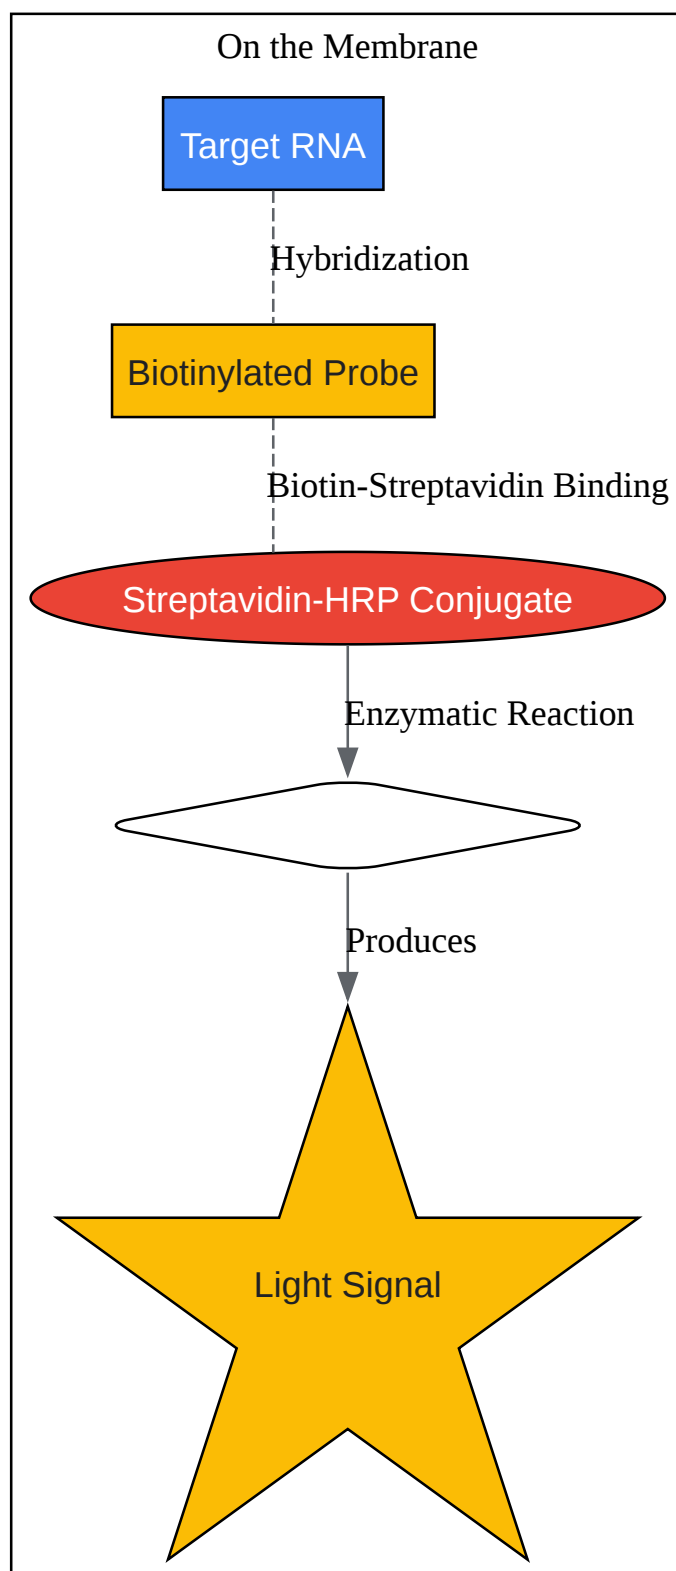 On the Membrane
Target RNA
Hybridization
Biotinylated Probe
Biotin-Streptavidin Binding
Streptavidin-HRP Conjugate
Enzymatic Reaction
Produces
Light Signal